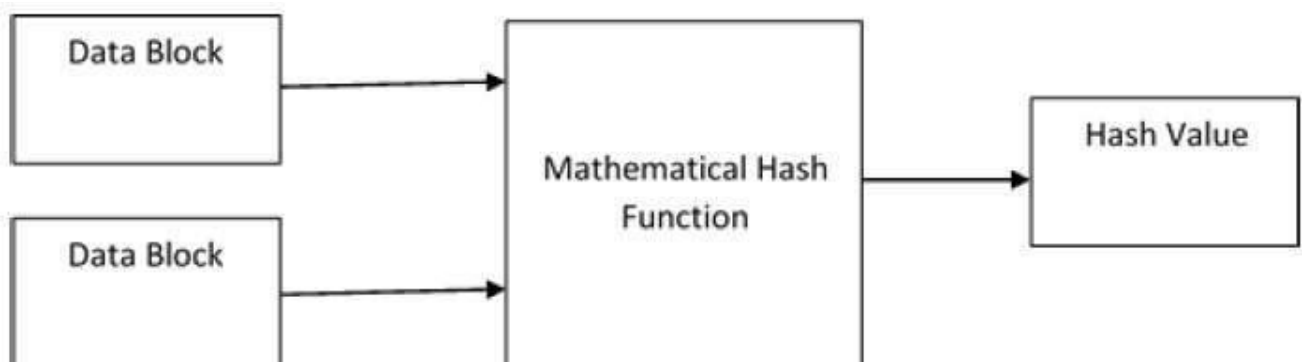 Data Block
Mathematical Hash
Function
Hash Value
Data Block